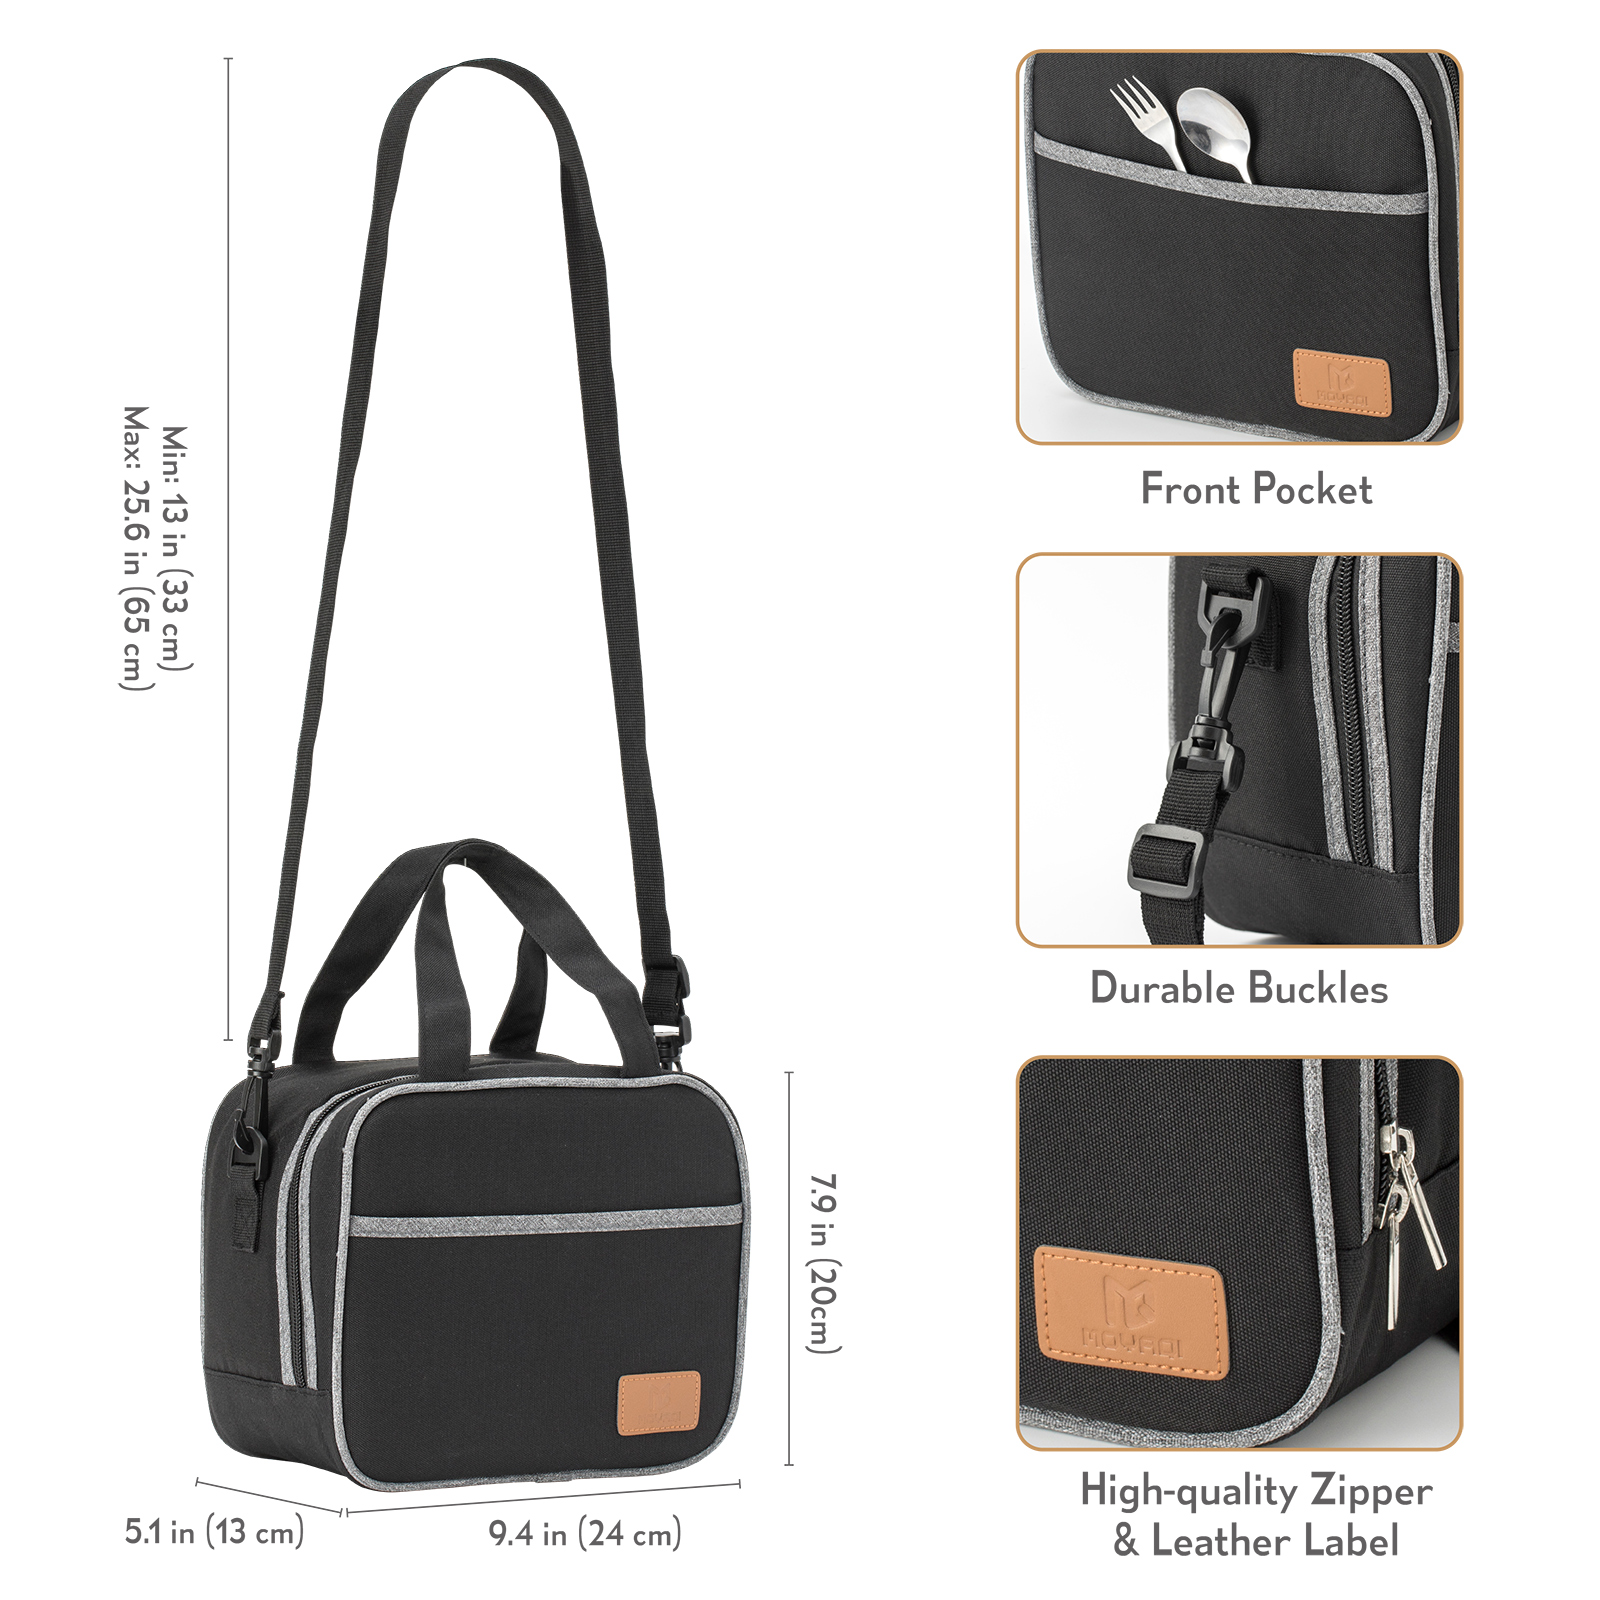 Min: 13 in (33 cm)
Max: 25.6 in (65 cm)
7.9 in (20cm)
5.1 in (13 cm)
9.4 in (24 cm)
Front Pocket
Durable Buckles
MOYAQI
High-quality Zipper
& Leather Label